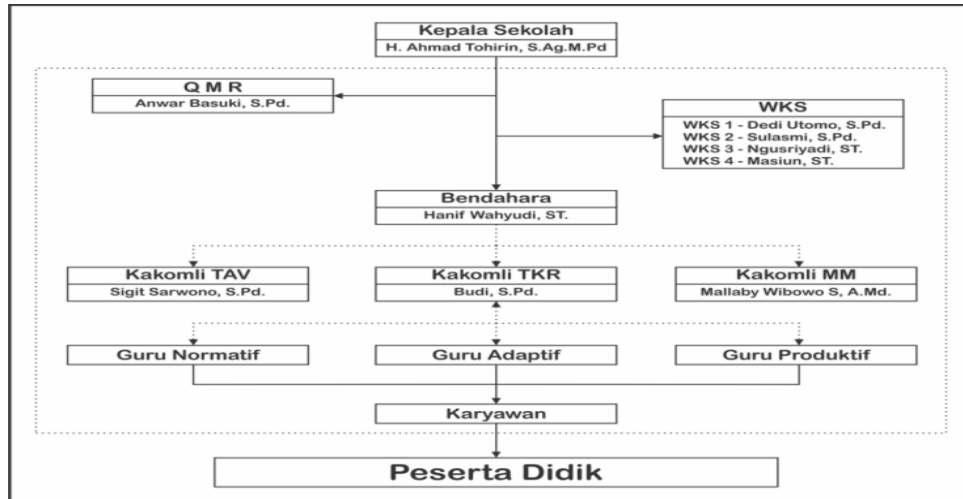 Kepala Sekolah
H. Ahmad Tohirin, S.Ag.M.Pd
Q M R
Anwar Basuki, S.Pd.
WKS
WKS 1 - Dedi Utomo, S.Pd.
WKS 2 - Sulasmi, S.Pd.
WKS 3 - Ngusriyadi, ST.
WKS 4 - Masiun, ST.
Bendahara
Hanif Wahyudi, ST.
Kakomli TAV
Sigit Sarwono, S.Pd.
Kakomli TKR
Budi, S.Pd.
Kakomli MM
Mallaby Wibowo S, A.Md.
Guru Normatif
Guru Adaptif
Guru Produktif
Karyawan
Peserta Didik